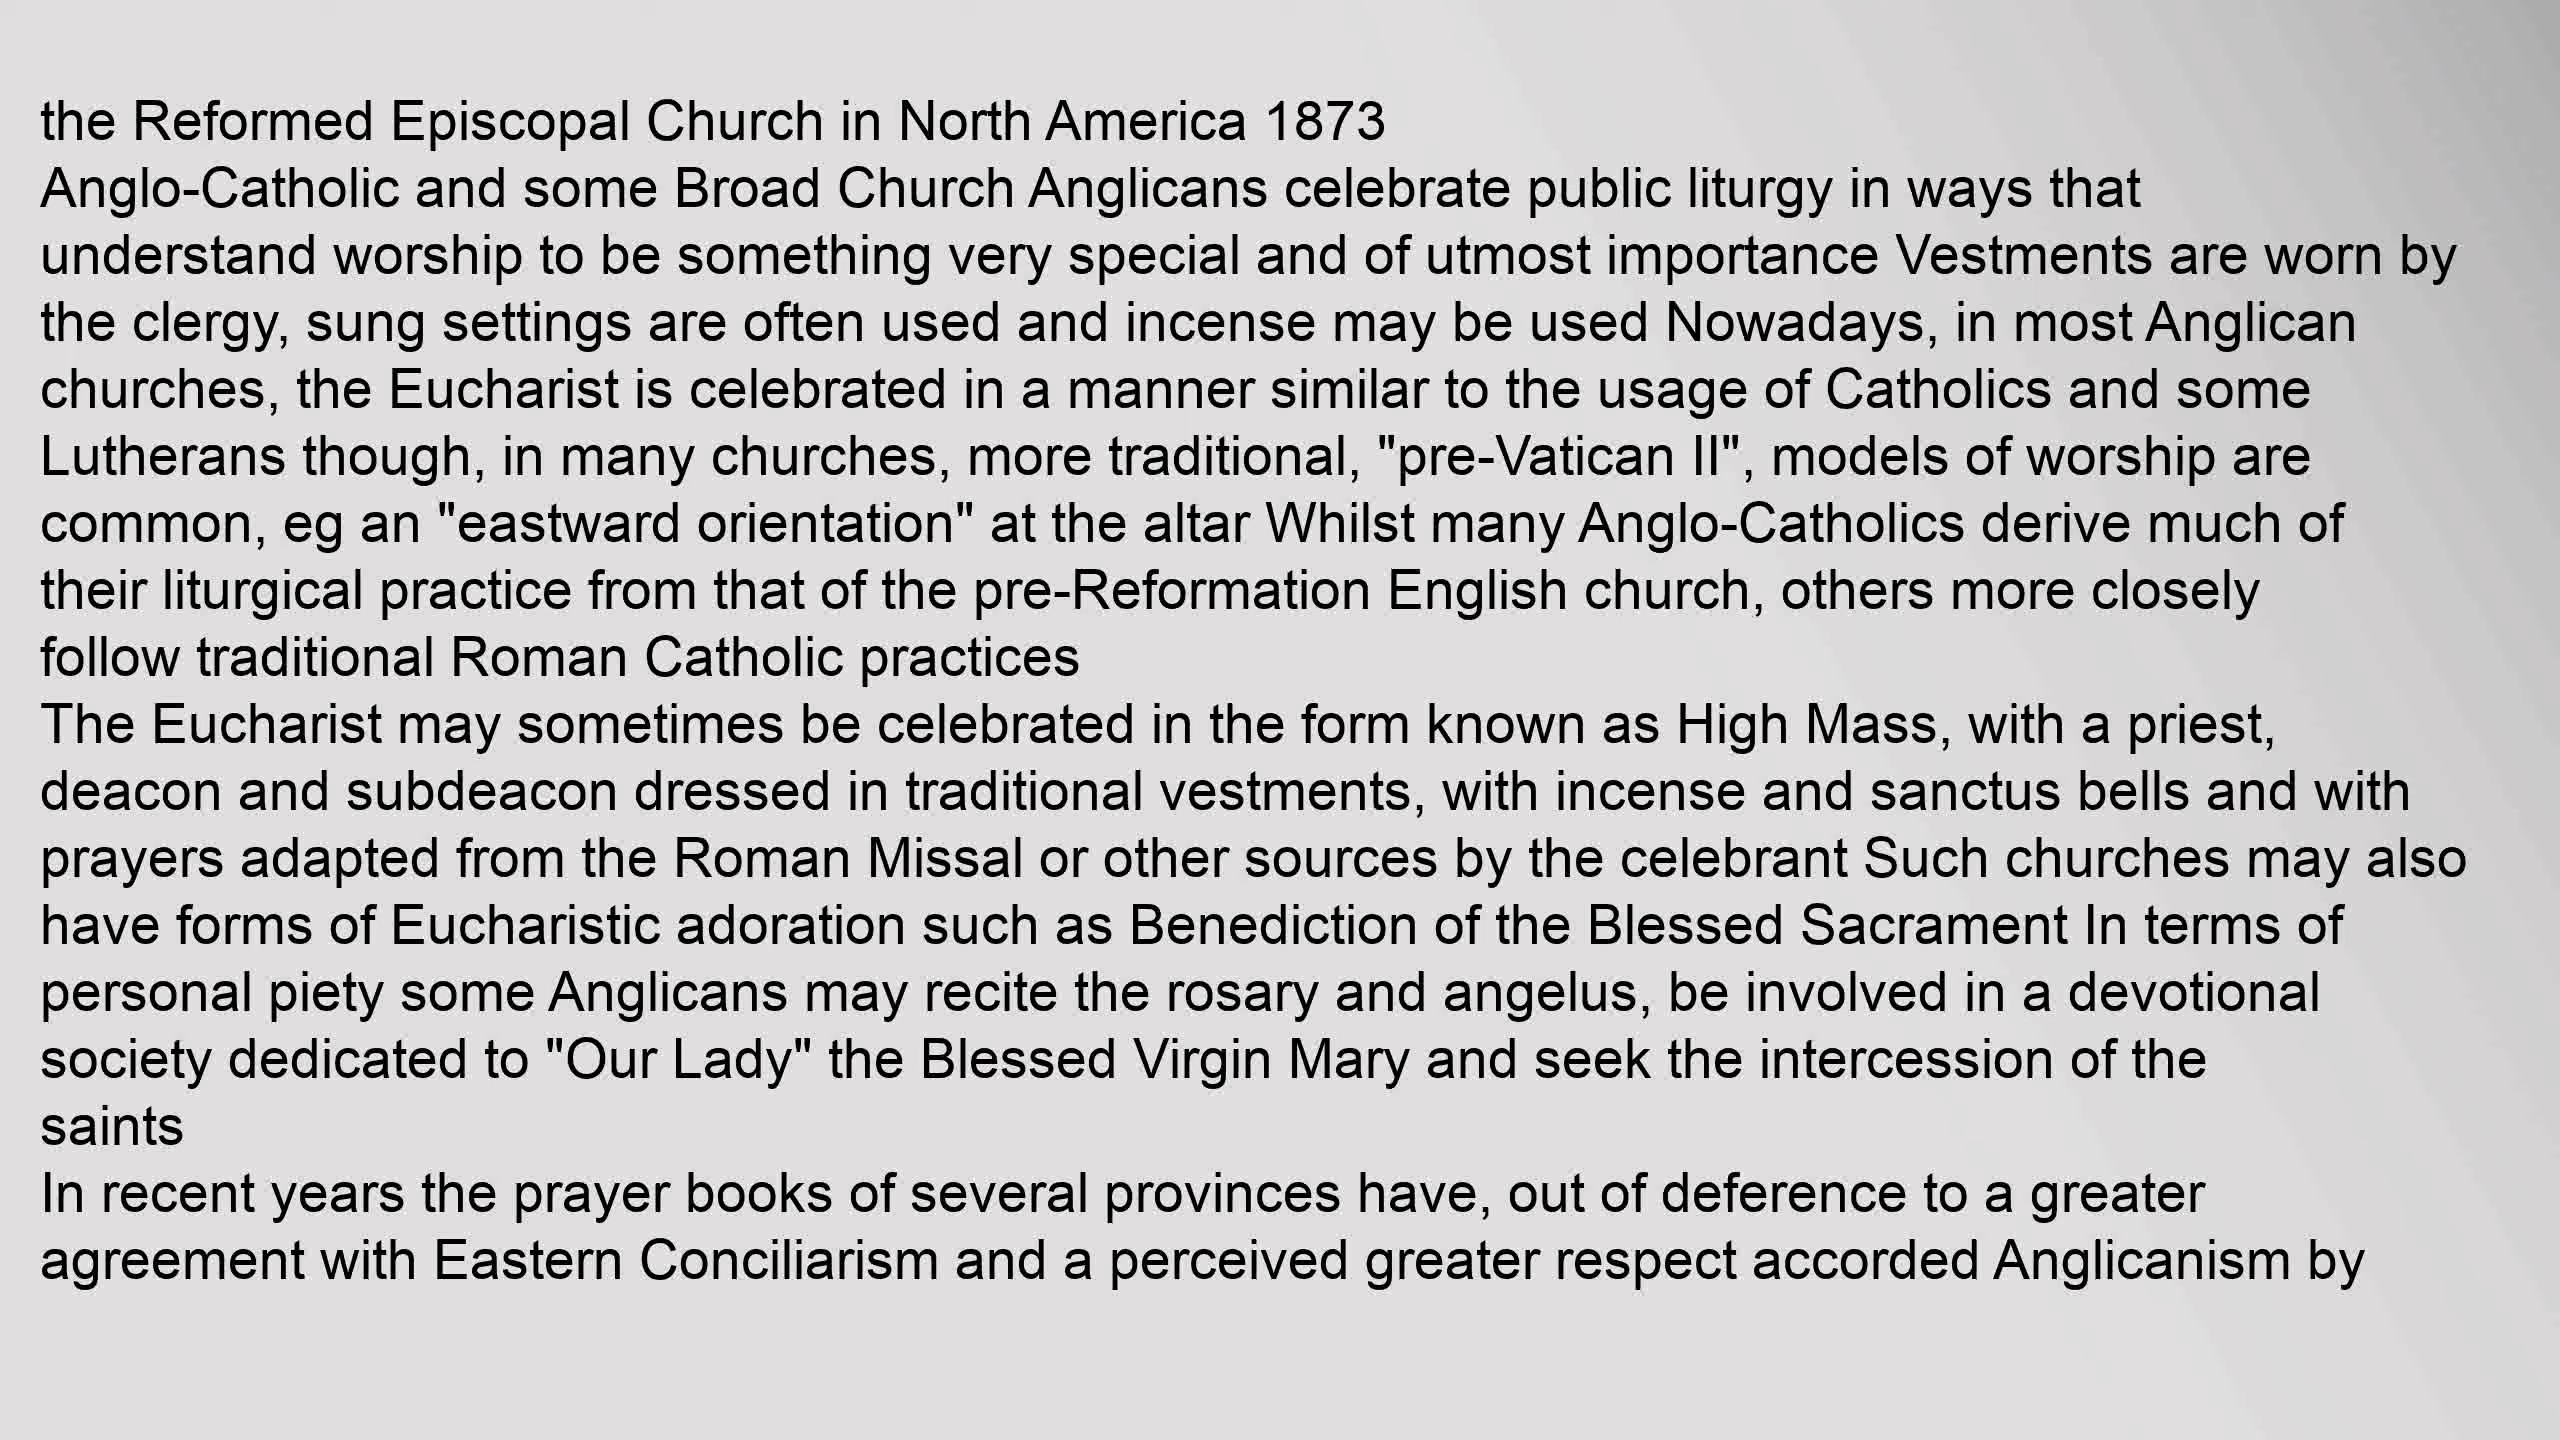 the Reformed Episcopal Church in North America 1873
Anglo-Catholic and some Broad Church Anglicans celebrate public liturgy in ways that
understand worship to be something very special and of utmost importance Vestments are worn by
the clergy, sung settings are often used and incense may be used Nowadays, in most Anglican
churches, the Eucharist is celebrated in a manner similar to the usage of Catholics and some
Lutherans though, in many churches, more traditional, "pre-Vatican II", models of worship are
common, eg an "eastward orientation" at the altar Whilst many Anglo-Catholics derive much of
their liturgical practice from that of the pre-Reformation English church, others more closely
follow traditional Roman Catholic practices
The Eucharist may sometimes be celebrated in the form known as High Mass, with a priest,
deacon and subdeacon dressed in traditional vestments, with incense and sanctus bells and with
prayers adapted from the Roman Missal or other sources by the celebrant Such churches may also
have forms of Eucharistic adoration such as Benediction of the Blessed Sacrament In terms of
personal piety some Anglicans may recite the rosary and angelus, be involved in a devotional
society dedicated to "Our Lady" the Blessed Virgin Mary and seek the intercession of the
saints
In recent years the prayer books of several provinces have, out of deference to a greater
agreement with Eastern Conciliarism and a perceived greater respect accorded Anglicanism by